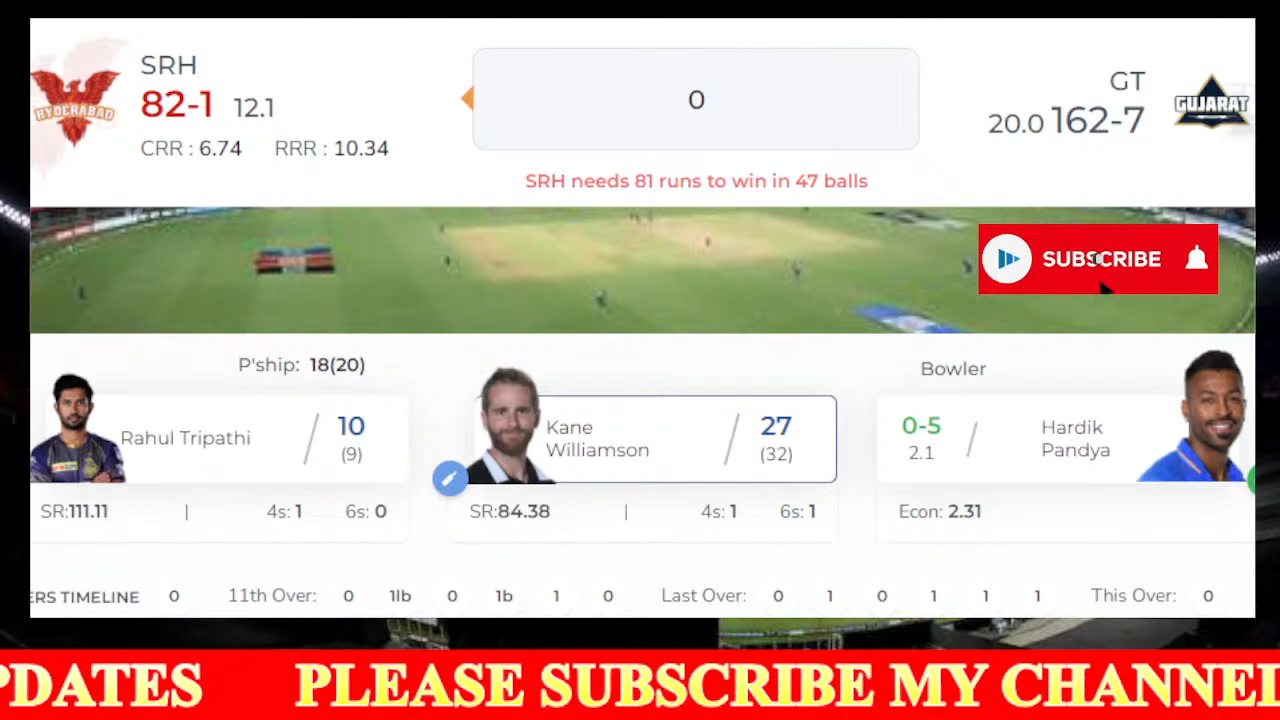 SRH
82-1 12.1
CRR : 6.74 RRR : 10.34
HYDERABAD
0
GT
20.0 162-7
GUJARAT
SRH needs 81 runs to win in 47 balls
SUBSCRIBE
P'ship: 18(20)
Rahul Tripathi
10
(9)
SR:111.11 | 4s: 1 6s: 0
Kane
Williamson
27
(32)
SR:84.38 | 4s: 1 6s: 1
Bowler
0-5
2.1
Hardik
Pandya
Econ: 2.31
ERS TIMELINE 0 11th Over: 0 1lb 0 1b 1 0 Last Over: 0 1 0 1 1 1 This Over: 0
PDATES PLEASE SUBSCRIBE MY CHANNEL